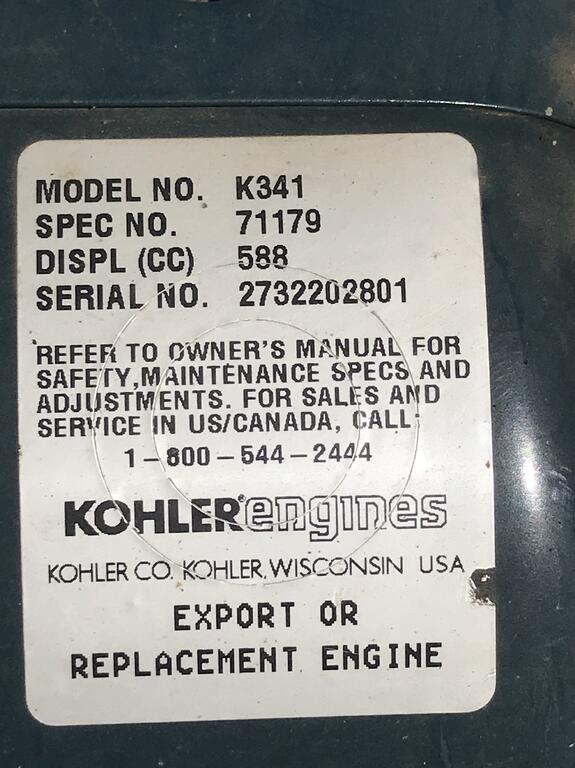 MODEL NO. K341
SPEC NO. 71179
DISPL (CC) 588
SERIAL NO. 2732202801
REFER TO OWNER'S MANUAL FOR
SAFETY, MAINTENANCE SPECS AND
ADJUSTMENTS. FOR SALES AND
SERVICE IN US/CANADA, CALL:
1-800-544-2444
KOHLER® engines
KOHLER CO. KOHLER, WISCONSIN USA
EXPORT OR
REPLACEMENT ENGINE